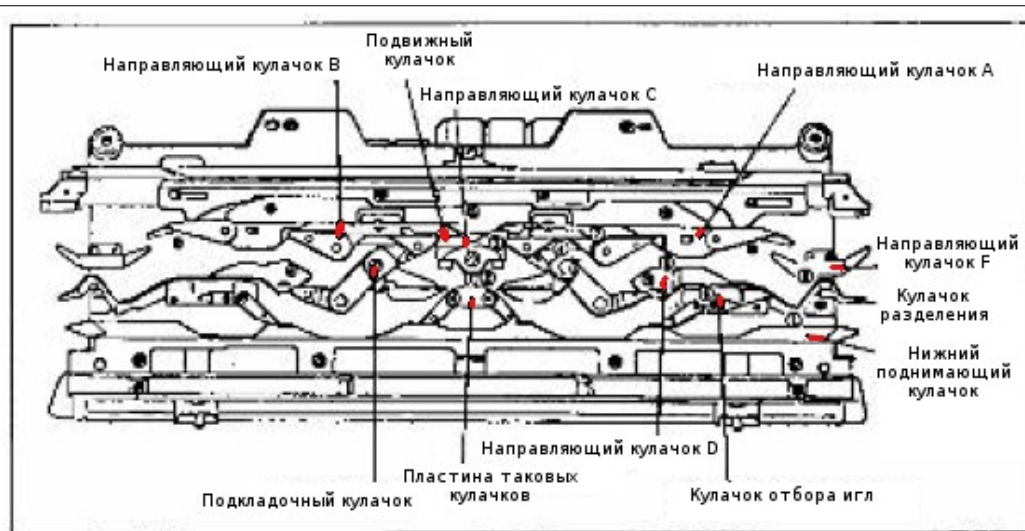 Подвижный
кулачок
Направляющий кулачок В
Направляющий кулачок А
Направляющий кулачок С
Направляющий
кулачок F
Кулачок
разделения
Нижний
поднимающий
кулачок
Направляющий кулачок D
Пластина таковых
кулачков
Подкладочный кулачок
Кулачок отбора игл